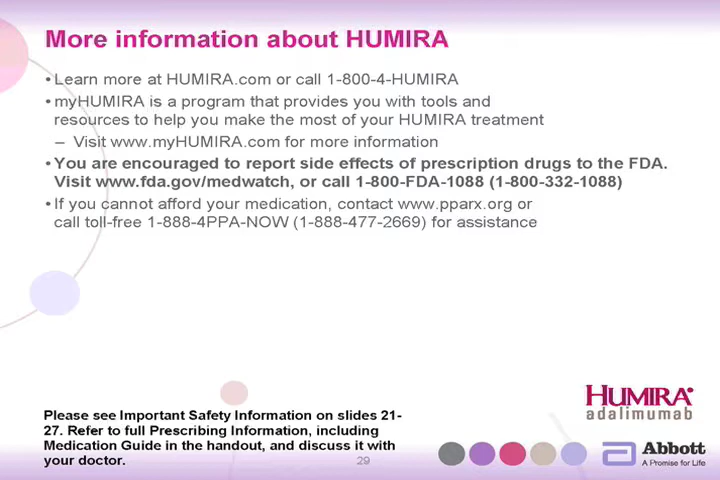 More information about HUMIRA
• Learn more at HUMIRA.com or call 1-800-4-HUMIRA
• myHUMIRA is a program that provides you with tools and
resources to help you make the most of your HUMIRA treatment
– Visit www.myHUMIRA.com for more information
• You are encouraged to report side effects of prescription drugs to the FDA.
Visit www.fda.gov/medwatch, or call 1-800-FDA-1088 (1-800-332-1088)
• If you cannot afford your medication, contact www.pparx.org or
call toll-free 1-888-4PPA-NOW (1-888-477-2669) for assistance
HUMIRA
adalimumab
Please see Important Safety Information on slides 21-
27. Refer to full Prescribing Information, including
Medication Guide in the handout, and discuss it with
your doctor.
29
Abbott
A Promise for Life